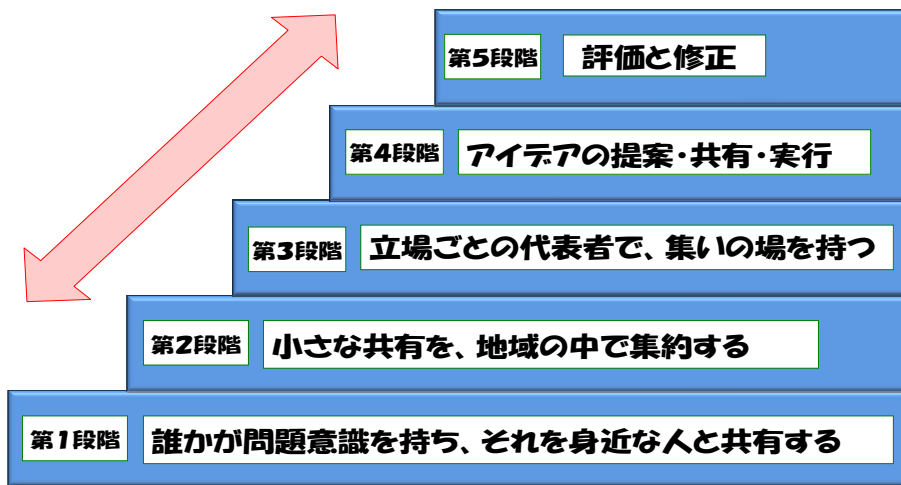 第5段階 評価と修正
第4段階 アイデアの提案・共有・実行
第3段階 立場ごとの代表者で、集いの場を持つ
第2段階 小さな共有を、地域の中で集約する
第1段階 誰かが問題意識を持ち、それを身近な人と共有する